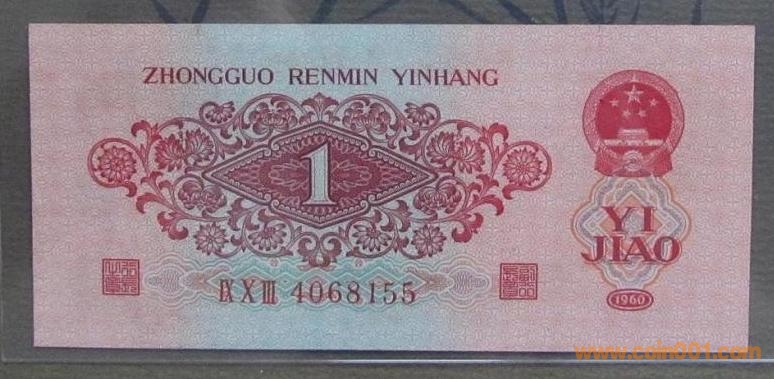 ZHONGGUO RENMIN YINHANG
1
YI
JIAO
ⅨⅩⅢ 4068155
1960
www.coin001.com